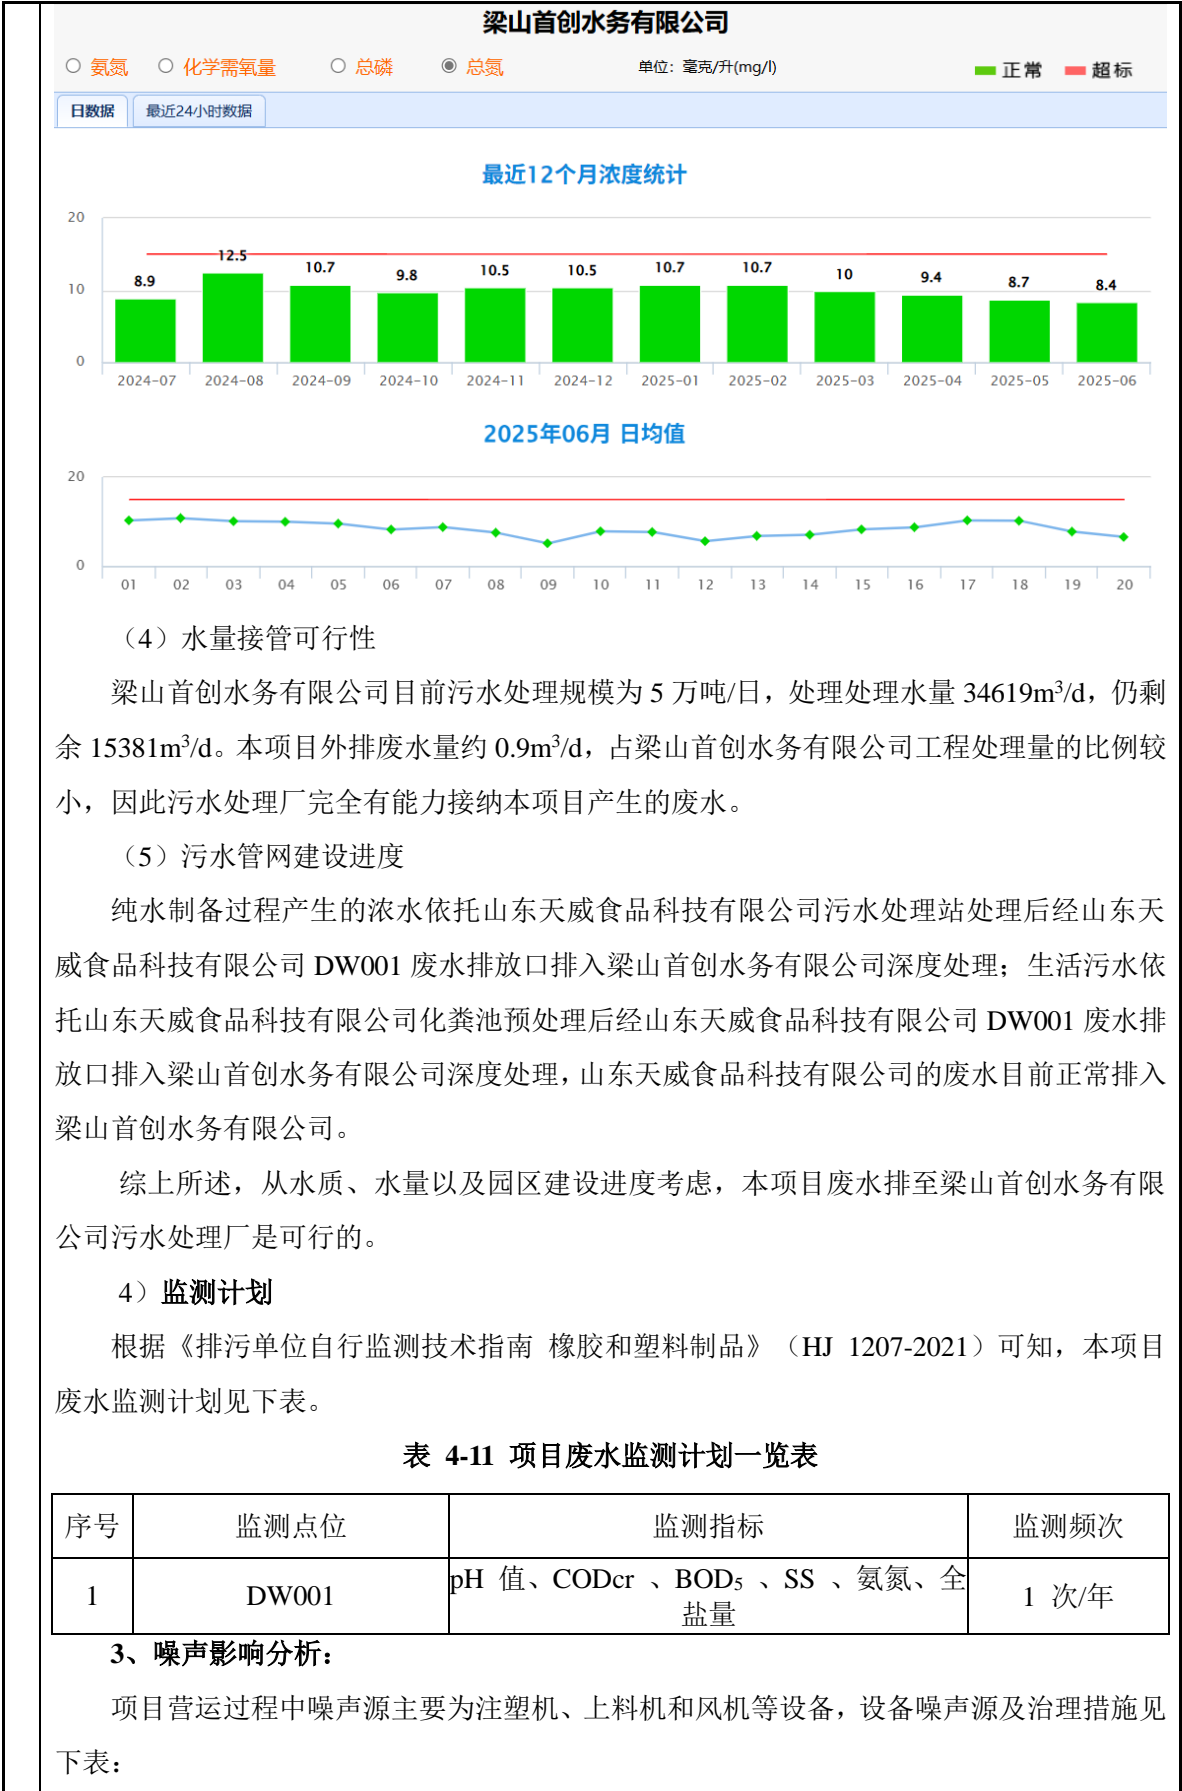 梁山首创水务有限公司
氨氮 化学需氧量 总磷 总氮 单位：毫克/升(mg/l) 正常 超标
日数据 最近24小时数据
最近12个月浓度统计
20
10
0
8.9 12.5 10.7 9.8 10.5 10.5 10.7 10.7 10 9.4 8.7 8.4
2024-07 2024-08 2024-09 2024-10 2024-11 2024-12 2025-01 2025-02 2025-03 2025-04 2025-05 2025-06
2025年06月 日均值
20
0
01 02 03 04 05 06 07 08 09 10 11 12 13 14 15 16 17 18 19 20
（4）水量接管可行性
梁山首创水务有限公司目前污水处理规模为 5 万吨/日，处理处理水量 34619m³/d，仍剩
余 15381m³/d。本项目外排废水量约 0.9m³/d，占梁山首创水务有限公司工程处理量的比例较
小，因此污水处理厂完全有能力接纳本项目产生的废水。
（5）污水管网建设进度
纯水制备过程产生的浓水依托山东天威食品科技有限公司污水处理站处理后经山东天
威食品科技有限公司 DW001 废水排放口排入梁山首创水务有限公司深度处理；生活污水依
托山东天威食品科技有限公司化粪池预处理后经山东天威食品科技有限公司 DW001 废水排
放口排入梁山首创水务有限公司深度处理，山东天威食品科技有限公司的废水目前正常排入
梁山首创水务有限公司。
综上所述，从水质、水量以及园区建设进度考虑，本项目废水排至梁山首创水务有限
公司污水处理厂是可行的。
4）监测计划
根据《排污单位自行监测技术指南 橡胶和塑料制品》（HJ 1207-2021）可知，本项目
废水监测计划见下表。
表 4-11 项目废水监测计划一览表
序号 监测点位 监测指标 监测频次
1 DW001 pH 值、CODcr 、BOD₅ 、SS 、氨氮、全
盐量 1 次/年
3、噪声影响分析：
项目营运过程中噪声源主要为注塑机、上料机和风机等设备，设备噪声源及治理措施见
下表：